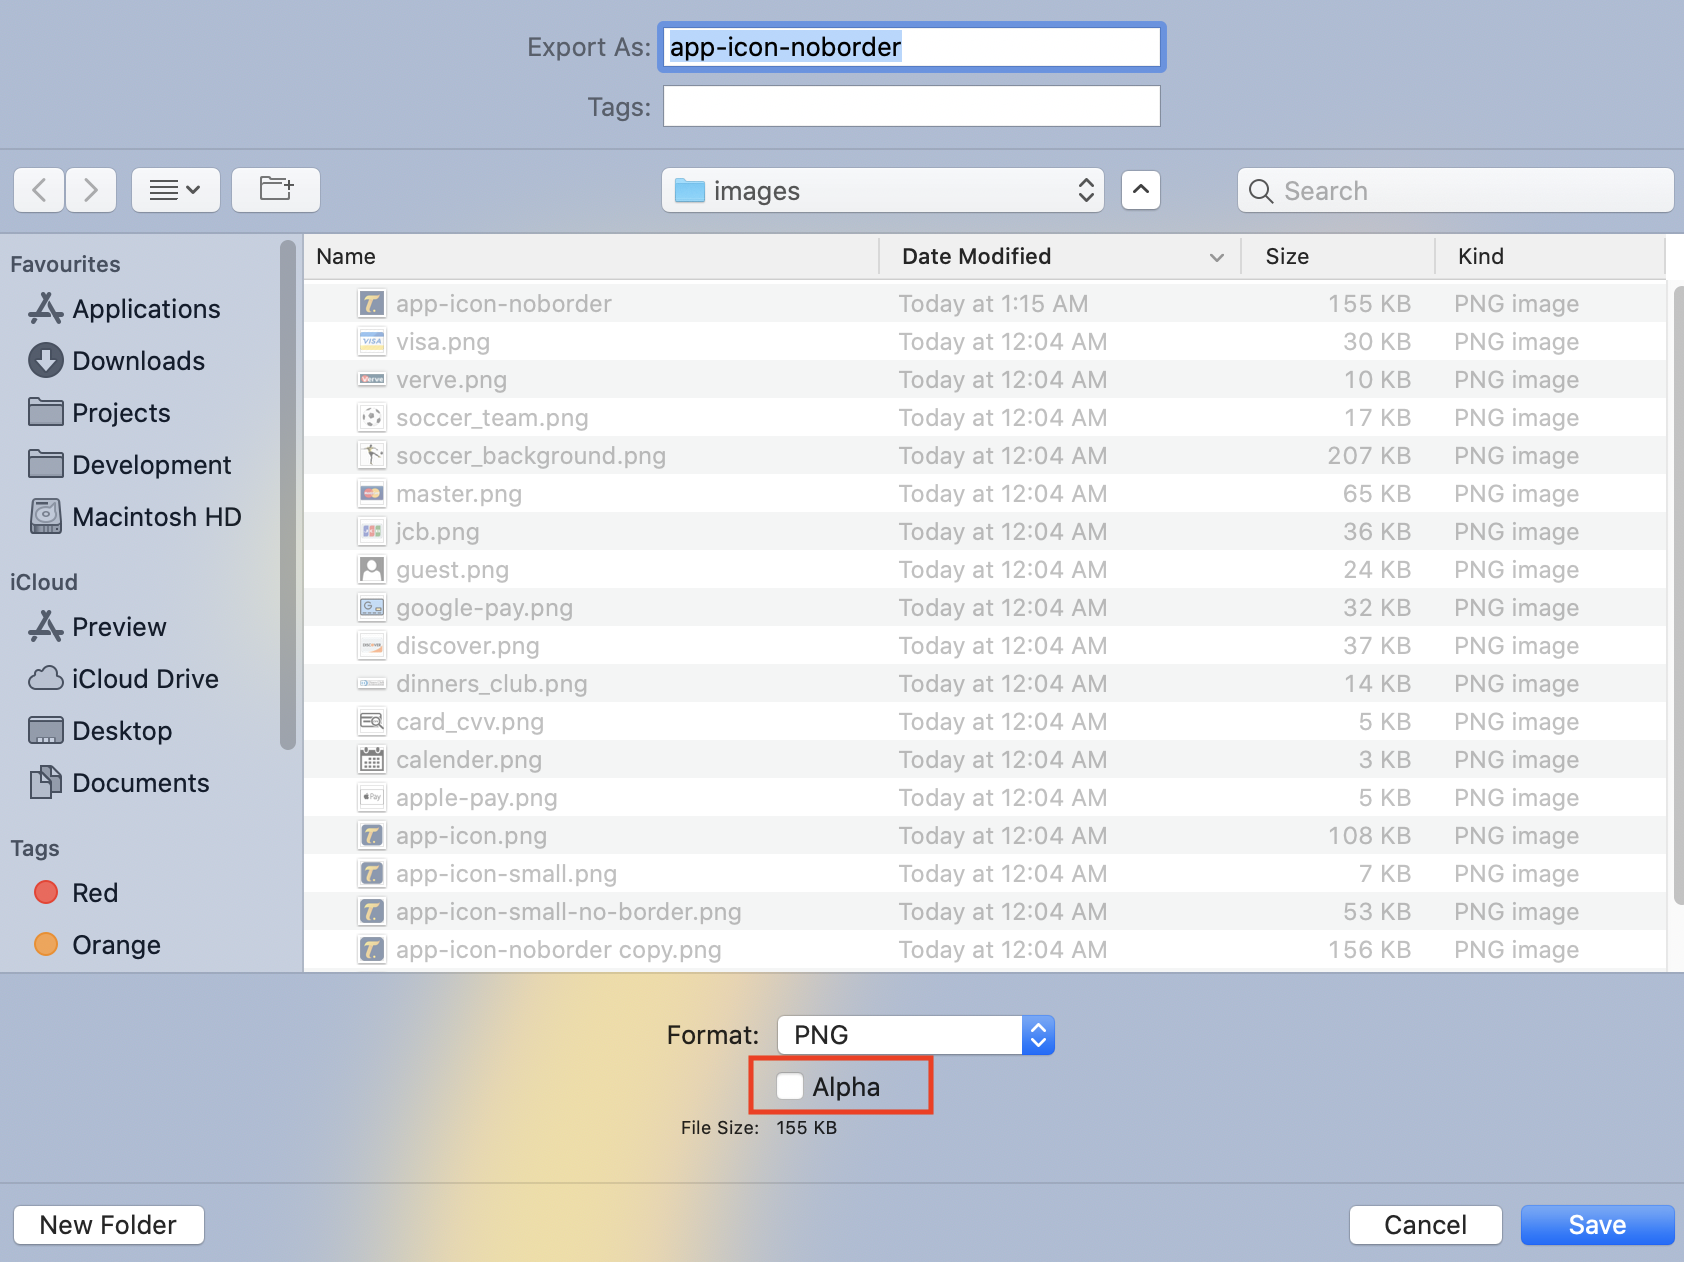 Export As: app-icon-noborder
Tags:
images
Search
Favourites
Applications
Downloads
Projects
Development
Macintosh HD
iCloud
Preview
iCloud Drive
Desktop
Documents
Tags
Red
Orange
Name Date Modified Size Kind
app-icon-noborder Today at 1:15 AM 155 KB PNG image
visa.png Today at 12:04 AM 30 KB PNG image
verve.png Today at 12:04 AM 10 KB PNG image
soccer_team.png Today at 12:04 AM 17 KB PNG image
soccer_background.png Today at 12:04 AM 207 KB PNG image
master.png Today at 12:04 AM 65 KB PNG image
jcb.png Today at 12:04 AM 36 KB PNG image
guest.png Today at 12:04 AM 24 KB PNG image
google-pay.png Today at 12:04 AM 32 KB PNG image
discover.png Today at 12:04 AM 37 KB PNG image
dinners_club.png Today at 12:04 AM 14 KB PNG image
card_cvv.png Today at 12:04 AM 5 KB PNG image
calender.png Today at 12:04 AM 3 KB PNG image
apple-pay.png Today at 12:04 AM 5 KB PNG image
app-icon.png Today at 12:04 AM 108 KB PNG image
app-icon-small.png Today at 12:04 AM 7 KB PNG image
app-icon-small-no-border.png Today at 12:04 AM 53 KB PNG image
app-icon-noborder copy.png Today at 12:04 AM 156 KB PNG image
Format: PNG
Alpha
File Size: 155 KB
New Folder Cancel Save